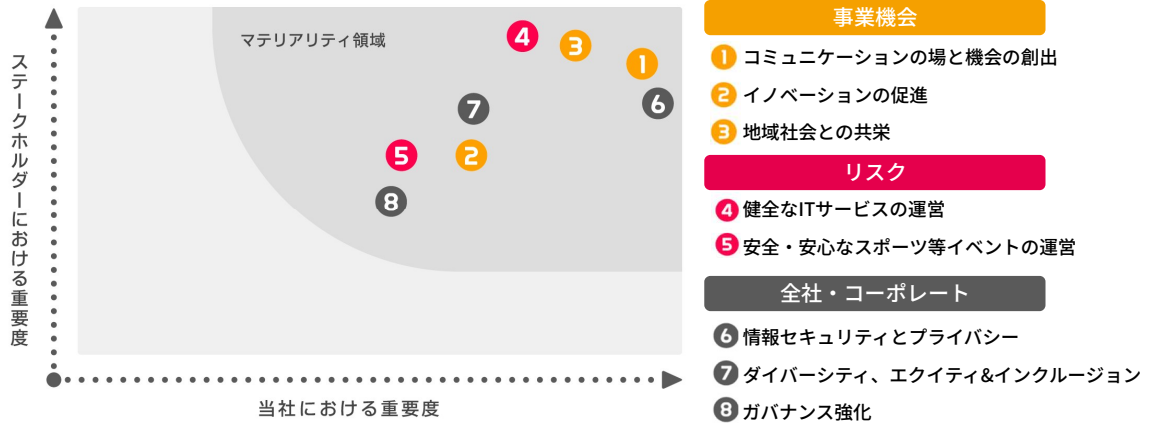 ステークホルダーにおける重要度
マテリアリティ領域
4
3
1
6
7
5
2
8
当社における重要度
事業機会
1 コミュニケーションの場と機会の創出
2 イノベーションの促進
3 地域社会との共栄
リスク
4 健全なITサービスの運営
5 安全・安心なスポーツ等イベントの運営
全社・コーポレート
6 情報セキュリティとプライバシー
7 ダイバーシティ、エクイティ&インクルージョン
8 ガバナンス強化